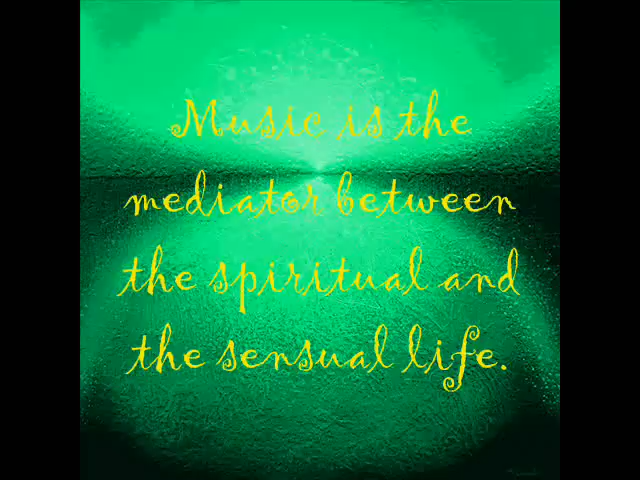 Music is the
mediator between
the spiritual and
the sensual life.